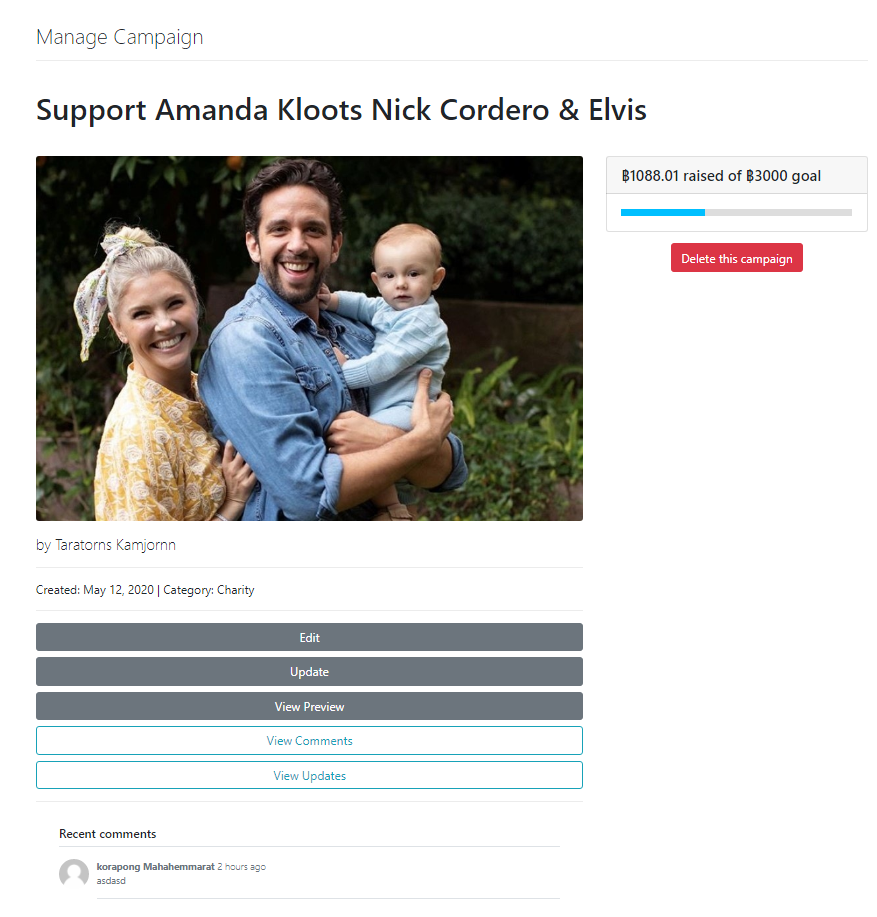 Manage Campaign
Support Amanda Kloots Nick Cordero & Elvis
฿1088.01 raised of ฿3000 goal
Delete this campaign
by Taratorns Kamjornn
Created: May 12, 2020 | Category: Charity
Edit
Update
View Preview
View Comments
View Updates
Recent comments
korapong Mahahemmarat 2 hours ago
asdasd